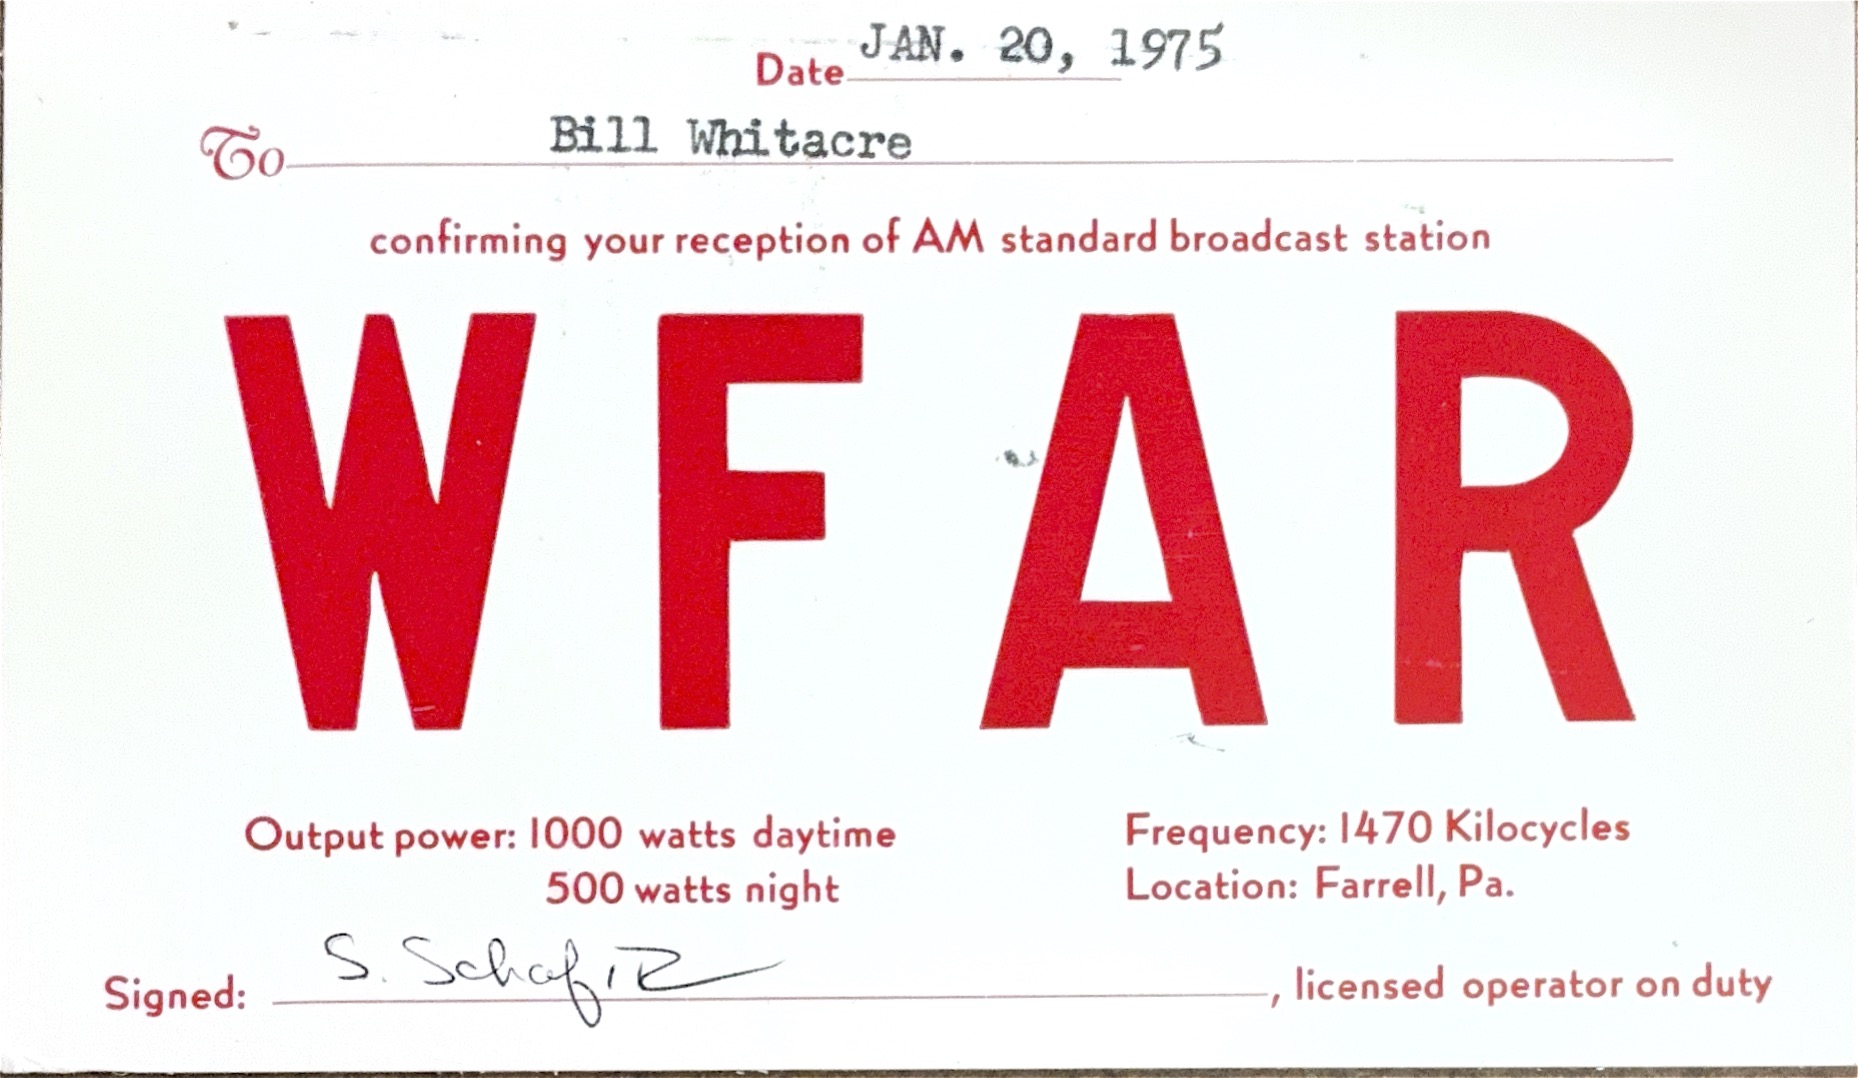 Date JAN. 20, 1975
To Bill Whitacre
confirming your reception of AM standard broadcast station
WFAR
Output power: 1000 watts daytime
500 watts night
Frequency: 1470 Kilocycles
Location: Farrell, Pa.
Signed: S. Schafir, licensed operator on duty